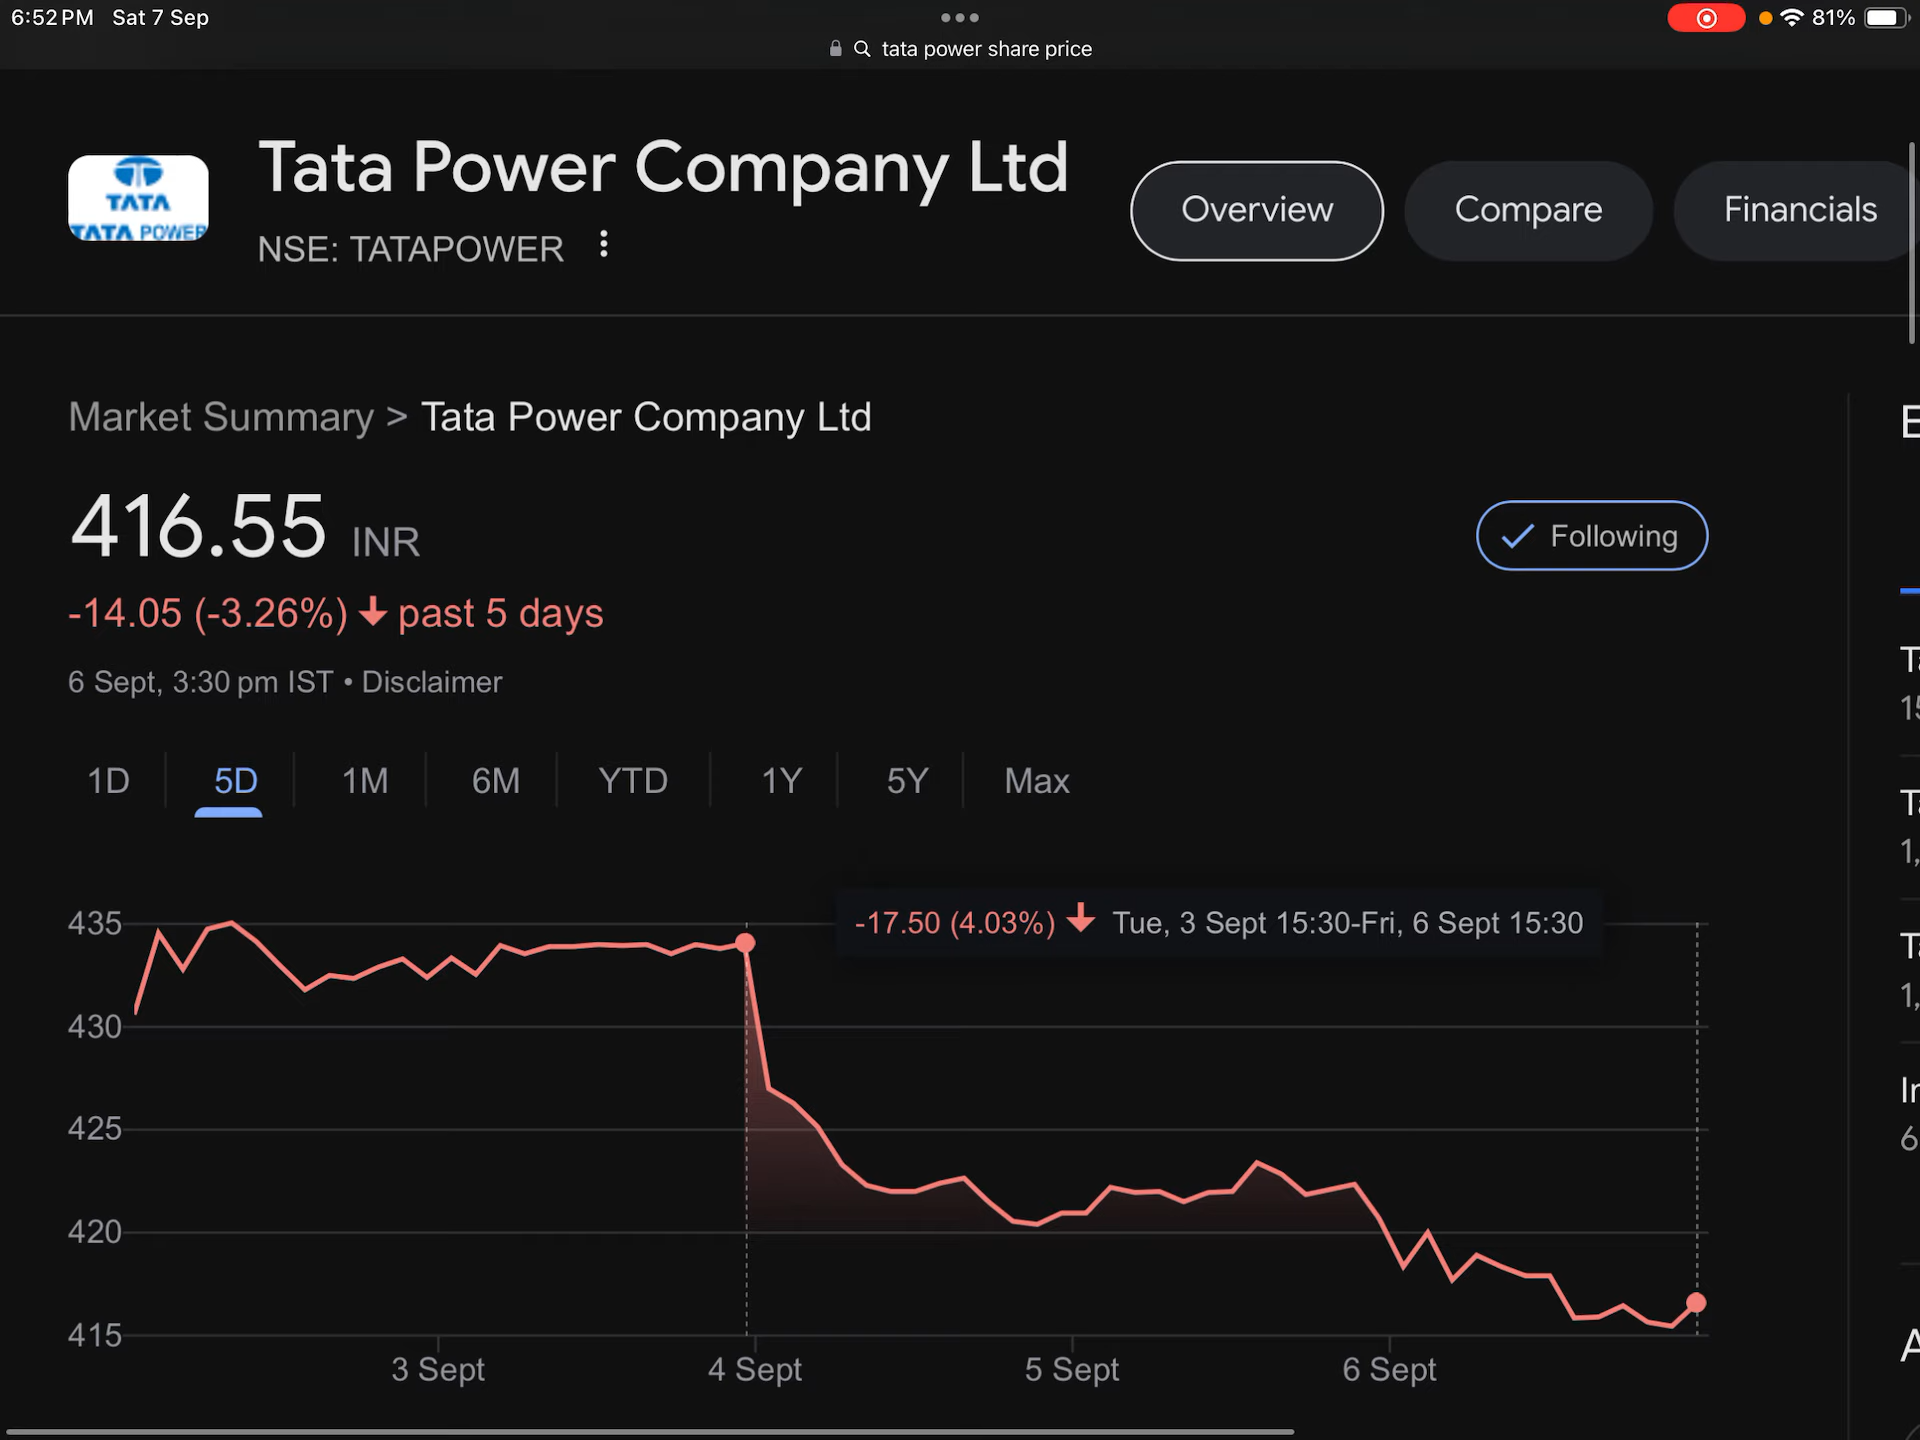 6:52 PM Sat 7 Sep
81%
tata power share price
TATA
TATA POWER
Tata Power Company Ltd
NSE: TATAPOWER
Overview
Compare
Financials
Market Summary > Tata Power Company Ltd
416.55 INR
Following
-14.05 (-3.26%) past 5 days
6 Sept, 3:30 pm IST • Disclaimer
1D 5D 1M 6M YTD 1Y 5Y Max
-17.50 (4.03%) Tue, 3 Sept 15:30-Fri, 6 Sept 15:30
435
430
425
420
415
3 Sept 4 Sept 5 Sept 6 Sept